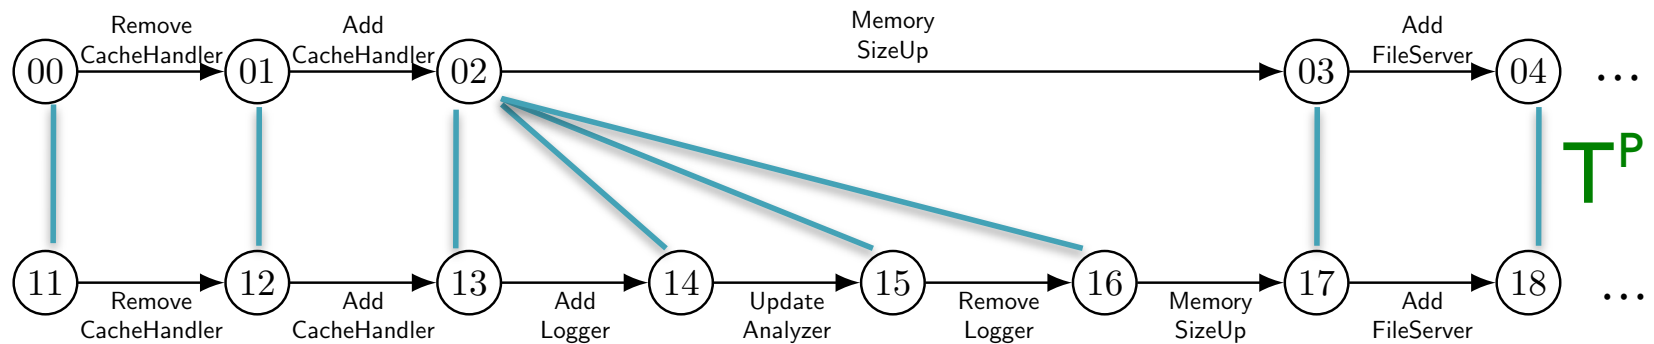 Remove
CacheHandler
Add
CacheHandler
Memory
SizeUp
Add
FileServer
00
01
02
03
04
...
T^P
11
12
13
14
15
16
17
18
...
Remove
CacheHandler
Add
CacheHandler
Add
Logger
Update
Analyzer
Remove
Logger
Memory
SizeUp
Add
FileServer